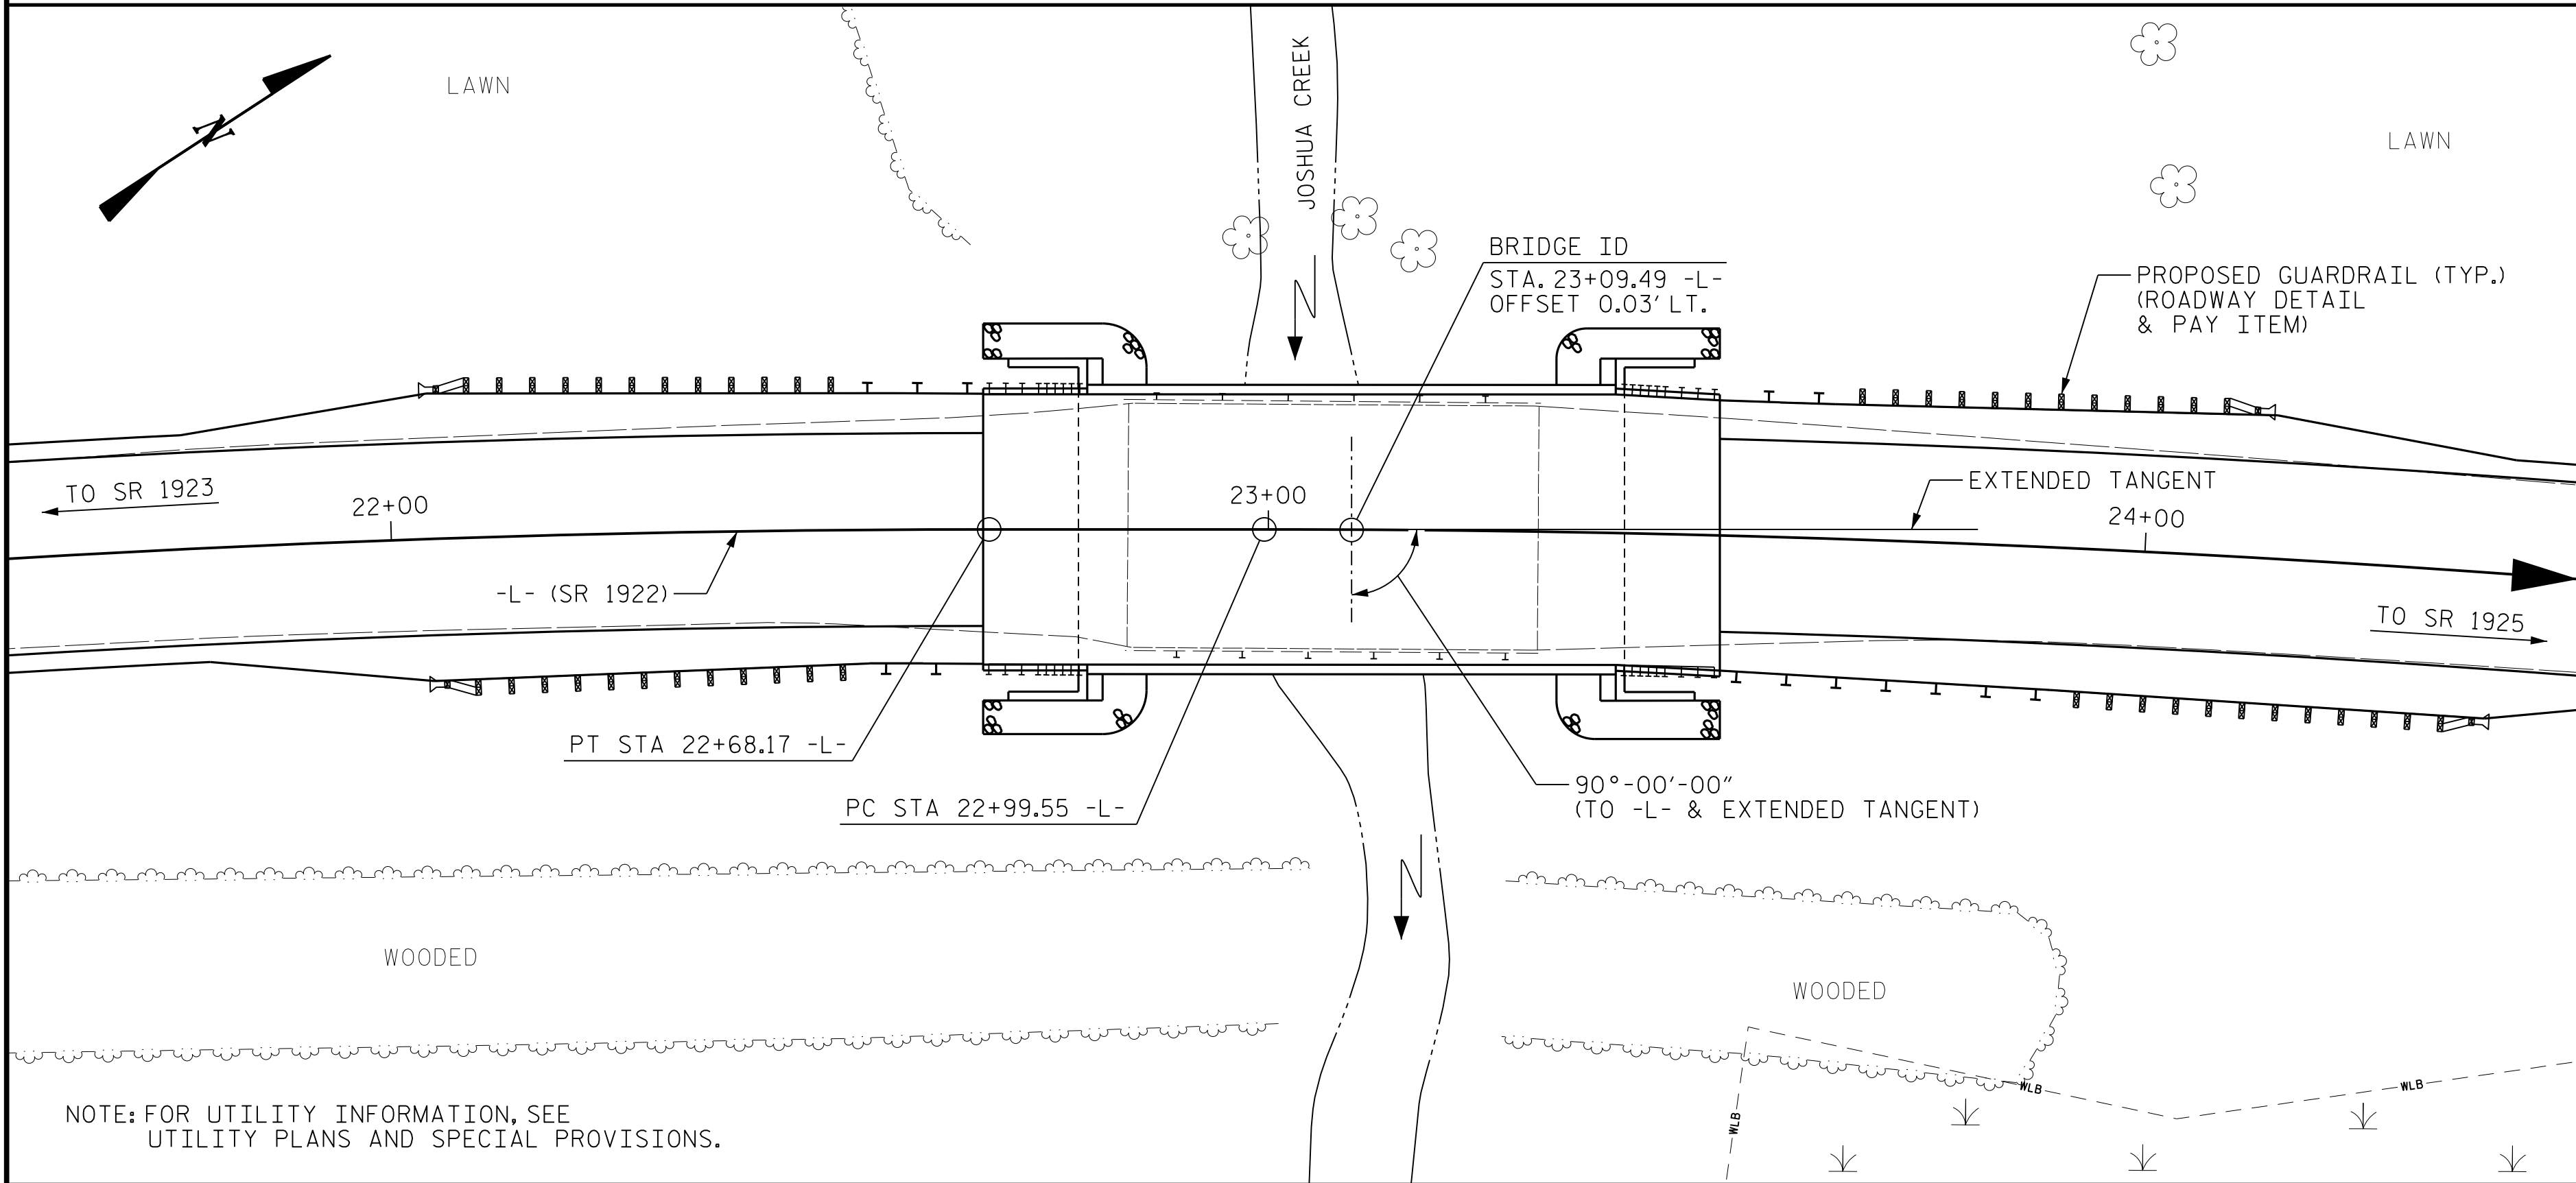 LAWN
JOSHUA CREEK
LAWN
N
BRIDGE ID
STA. 23+09.49 -L-
OFFSET 0.03' LT.
PROPOSED GUARDRAIL (TYP.)
(ROADWAY DETAIL
& PAY ITEM)
TO SR 1923
22+00
23+00
EXTENDED TANGENT
24+00
-L- (SR 1922)
TO SR 1925
PT STA 22+68.17 -L-
PC STA 22+99.55 -L-
90°-00'-00"
(TO -L- & EXTENDED TANGENT)
WOODED
WOODED
WLB
WLB
WLB
NOTE: FOR UTILITY INFORMATION, SEE
UTILITY PLANS AND SPECIAL PROVISIONS.